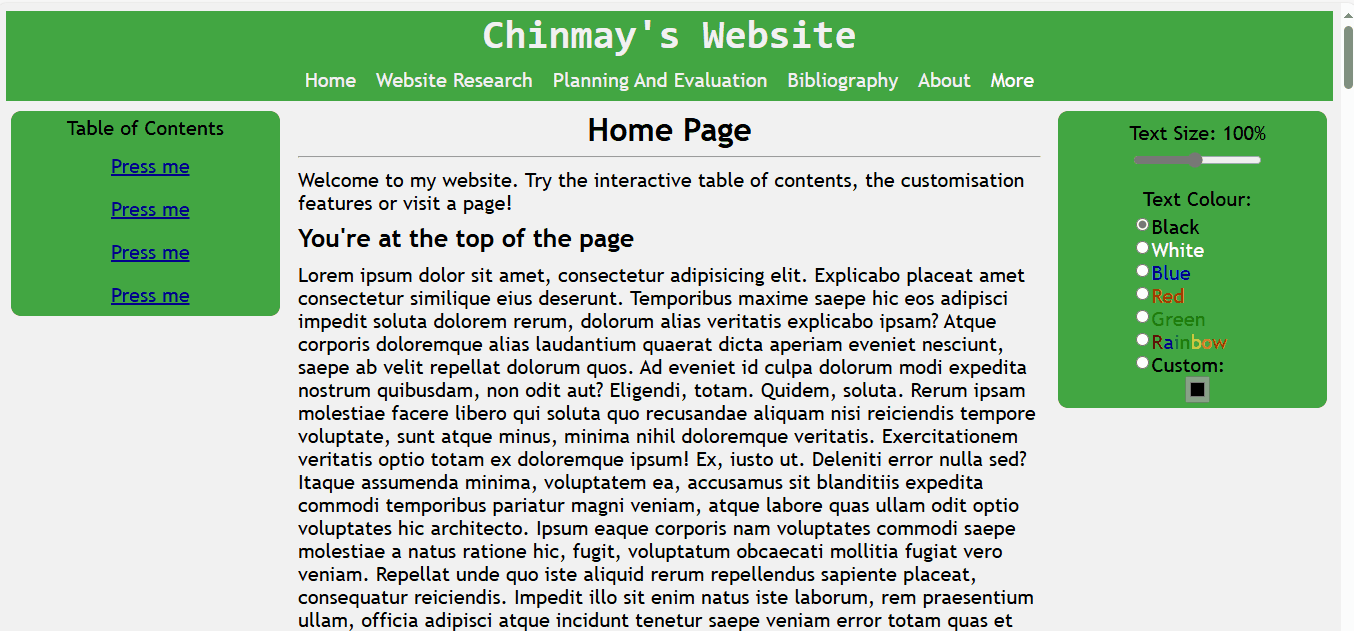 Chinmay's Website
Home Website Research Planning And Evaluation Bibliography About More
Table of Contents
Press me
Press me
Press me
Press me
Home Page
Welcome to my website. Try the interactive table of contents, the customisation
features or visit a page!
You're at the top of the page
Lorem ipsum dolor sit amet, consectetur adipisicing elit. Explicabo placeat amet
consectetur similique eius deserunt. Temporibus maxime saepe hic eos adipisci
impedit soluta dolorem rerum, dolorum alias veritatis explicabo ipsam? Atque
corporis doloremque alias laudantium quaerat dicta aperiam eveniet nesciunt,
saepe ab velit repellat dolorum quos. Ad eveniet id culpa dolorum modi expedita
nostrum quibusdam, non odit aut? Eligendi, totam. Quidem, soluta. Rerum ipsam
molestiae facere libero qui soluta quo recusandae aliquam nisi reiciendis tempore
voluptate, sunt atque minus, minima nihil doloremque veritatis. Exercitationem
veritatis optio totam ex doloremque ipsum! Ex, iusto ut. Deleniti error nulla sed?
Itaque assumenda minima, voluptatem ea, accusamus sit blanditiis expedita
commodi temporibus pariatur magni veniam, atque labore quas ullam odit optio
voluptates hic architecto. Ipsum eaque corporis nam voluptates commodi saepe
molestiae a natus ratione hic, fugit, voluptatum obcaecati mollitia fugiat vero
veniam. Repellat unde quo iste aliquid rerum repellendus sapiente placeat,
consequatur reiciendis. Impedit illo sit enim natus iste laborum, rem praesentium
ullam, officia adipisci atque incidunt tenetur saepe veniam error totam quas et
Text Size: 100%
Text Colour:
Black
White
Blue
Red
Green
Rainbow
Custom: